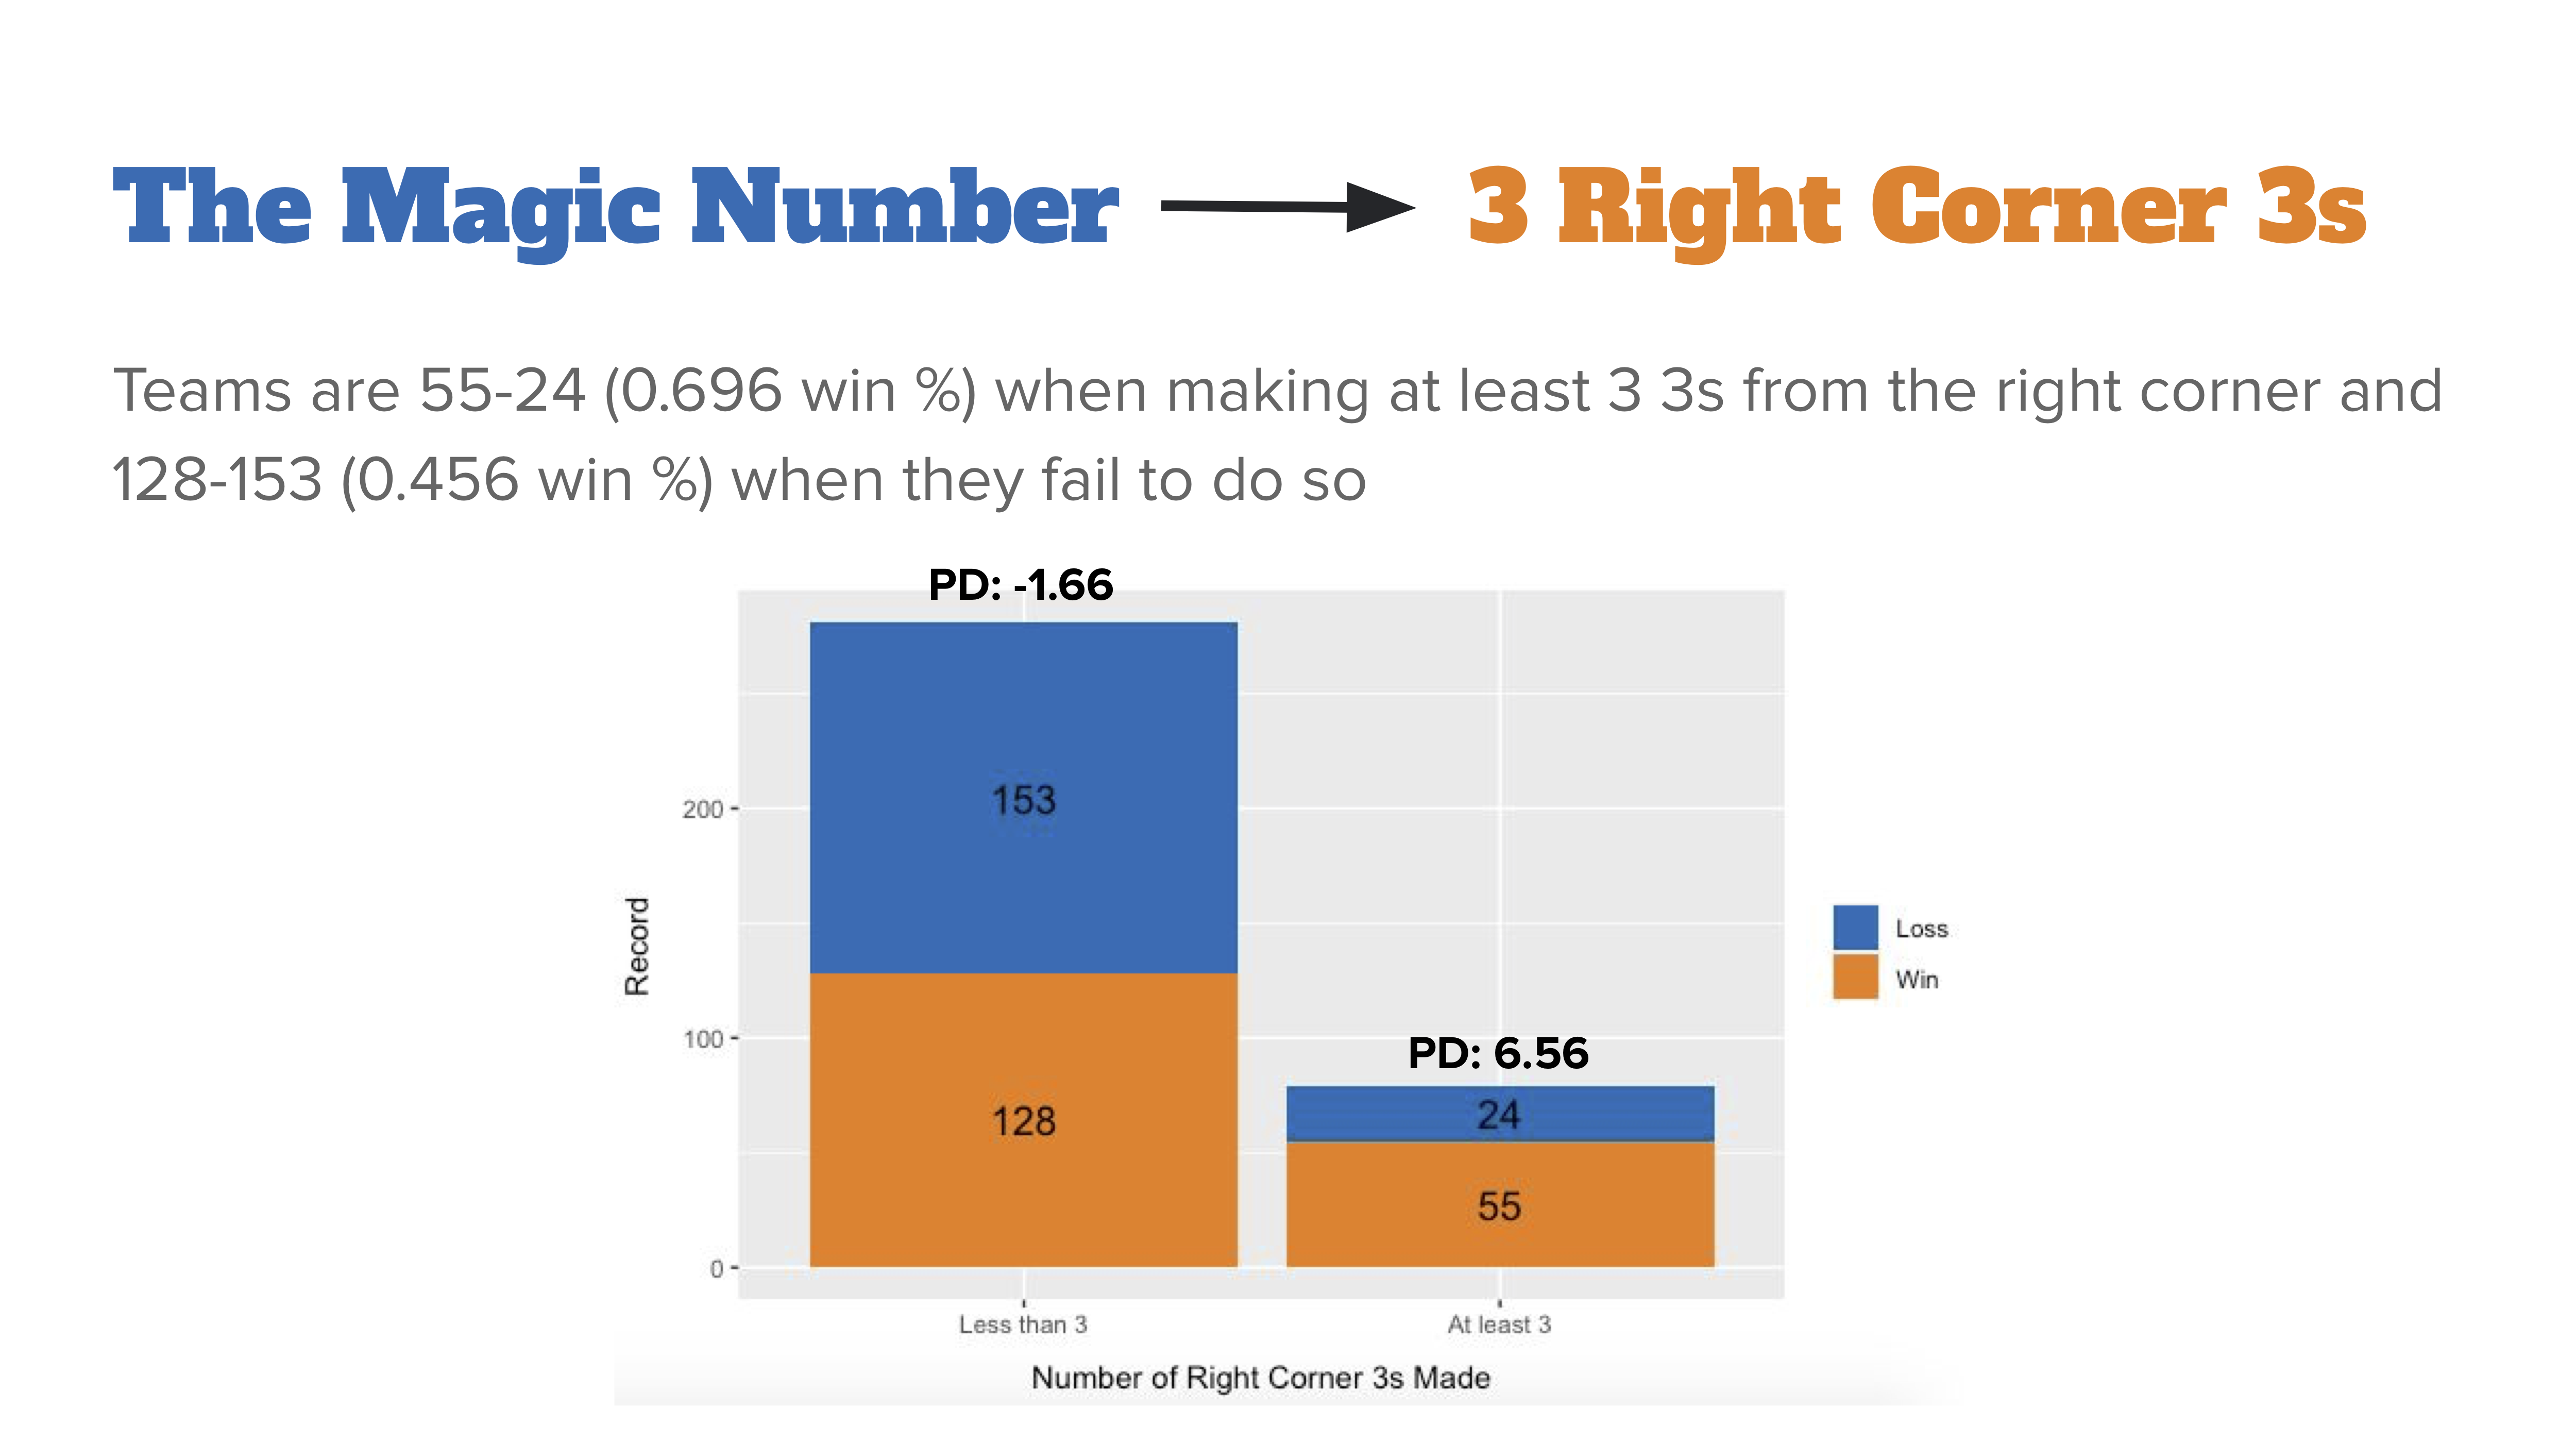 The Magic Number 3 Right Corner 3s
Teams are 55-24 (0.696 win %) when making at least 3 3s from the right corner and
128-153 (0.456 win %) when they fail to do so
PD: -1.66
153
128
PD: 6.56
24
55
200
100
0
Record
Less than 3
At least 3
Number of Right Corner 3s Made
Loss
Win